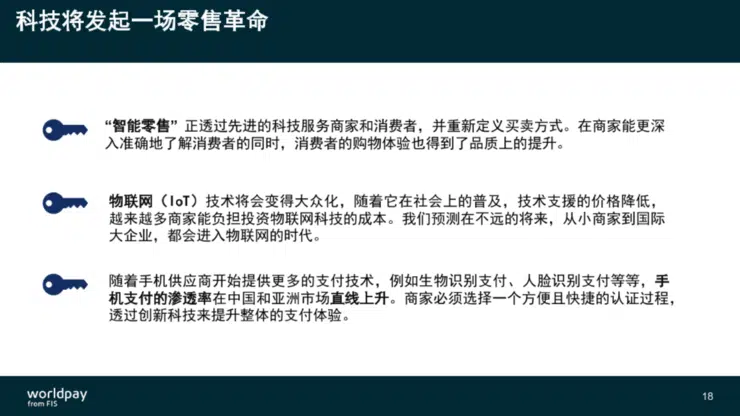 科技将发起一场零售革命
“智能零售”正透过先进的科技服务商家和消费者，并重新定义买卖方式。在商家能更深
入准确地了解消费者的同时，消费者的购物体验也得到了品质上的提升。
物联网（IoT）技术将会变得大众化，随着它在社会上的普及，技术支援的价格降低，
越来越多商家能负担投资物联网科技的成本。我们预测在不远的将来，从小商家到国际
大企业，都会进入物联网的时代。
随着手机供应商开始提供更多的支付技术，例如生物识别支付、人脸识别支付等等，手
机支付的渗透率在中国和亚洲市场直线上升。商家必须选择一个方便且快捷的认证过程，
透过创新科技来提升整体的支付体验。
worldpay
from FIS
18